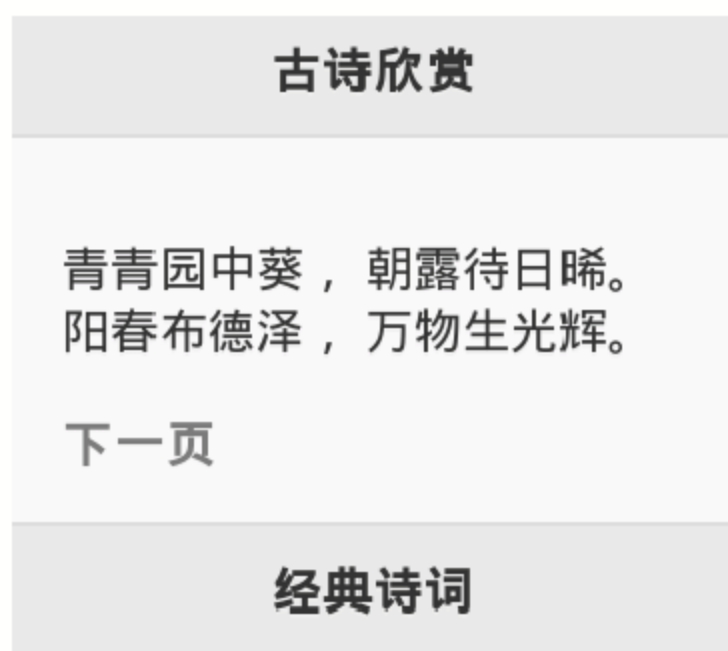 古诗欣赏
青青园中葵，朝露待日晞。
阳春布德泽，万物生光辉。
下一页
经典诗词